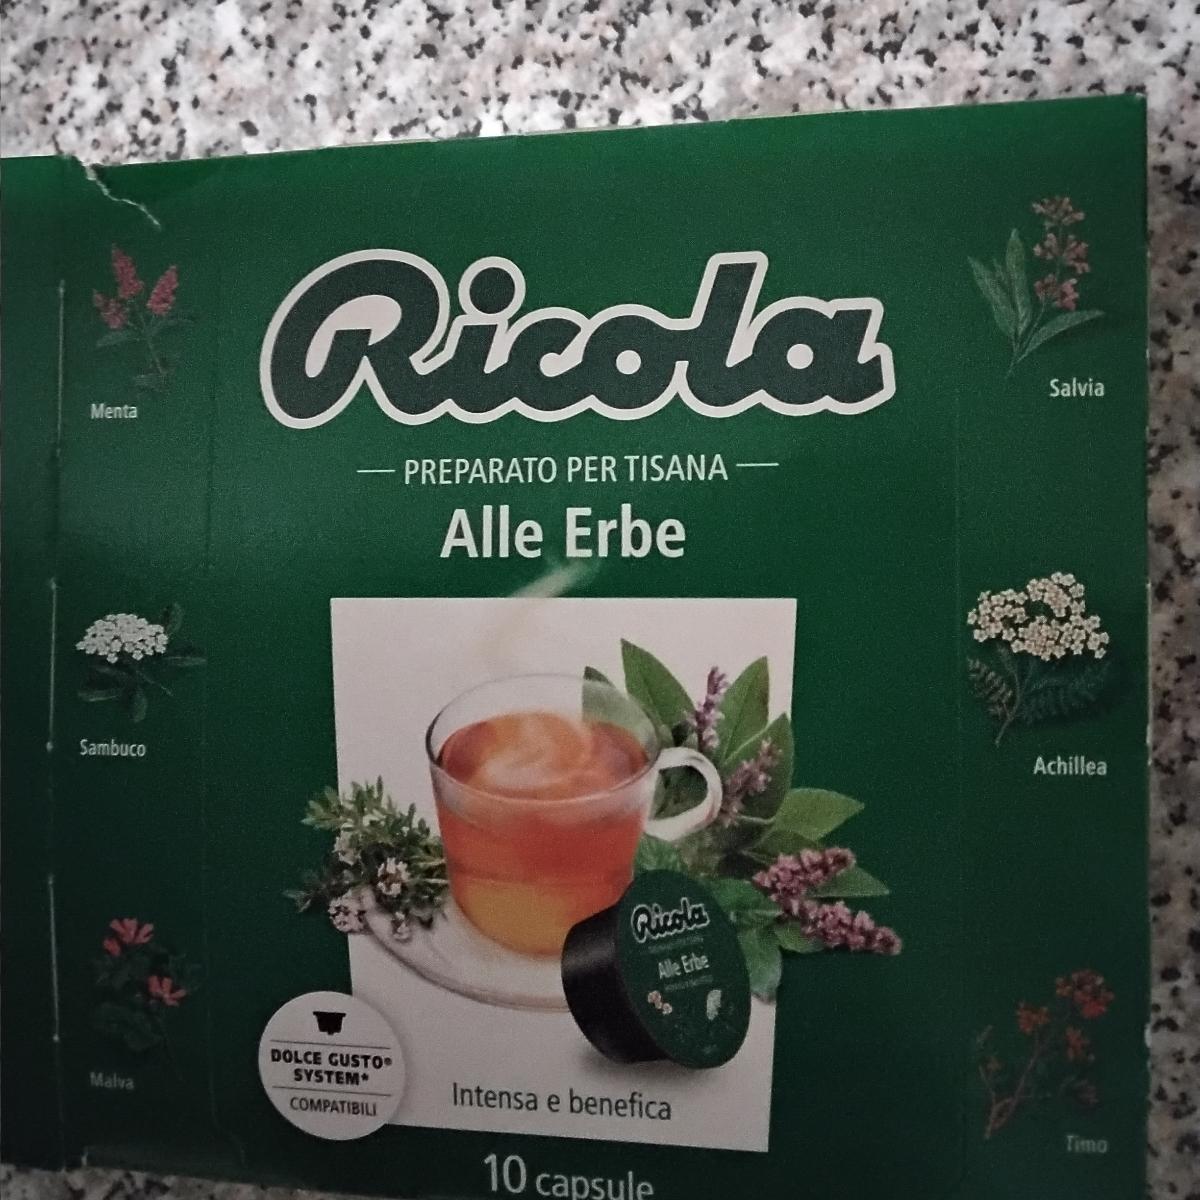 Ricola
PREPARATO PER TISANA
Alle Erbe
Menta
Salvia
Sambuco
Achillea
Malva
Timo
Ricola
Alle Erbe
DOLCE GUSTO®
SYSTEM*
COMPATIBILI
Intensa e benefica
10 capsule